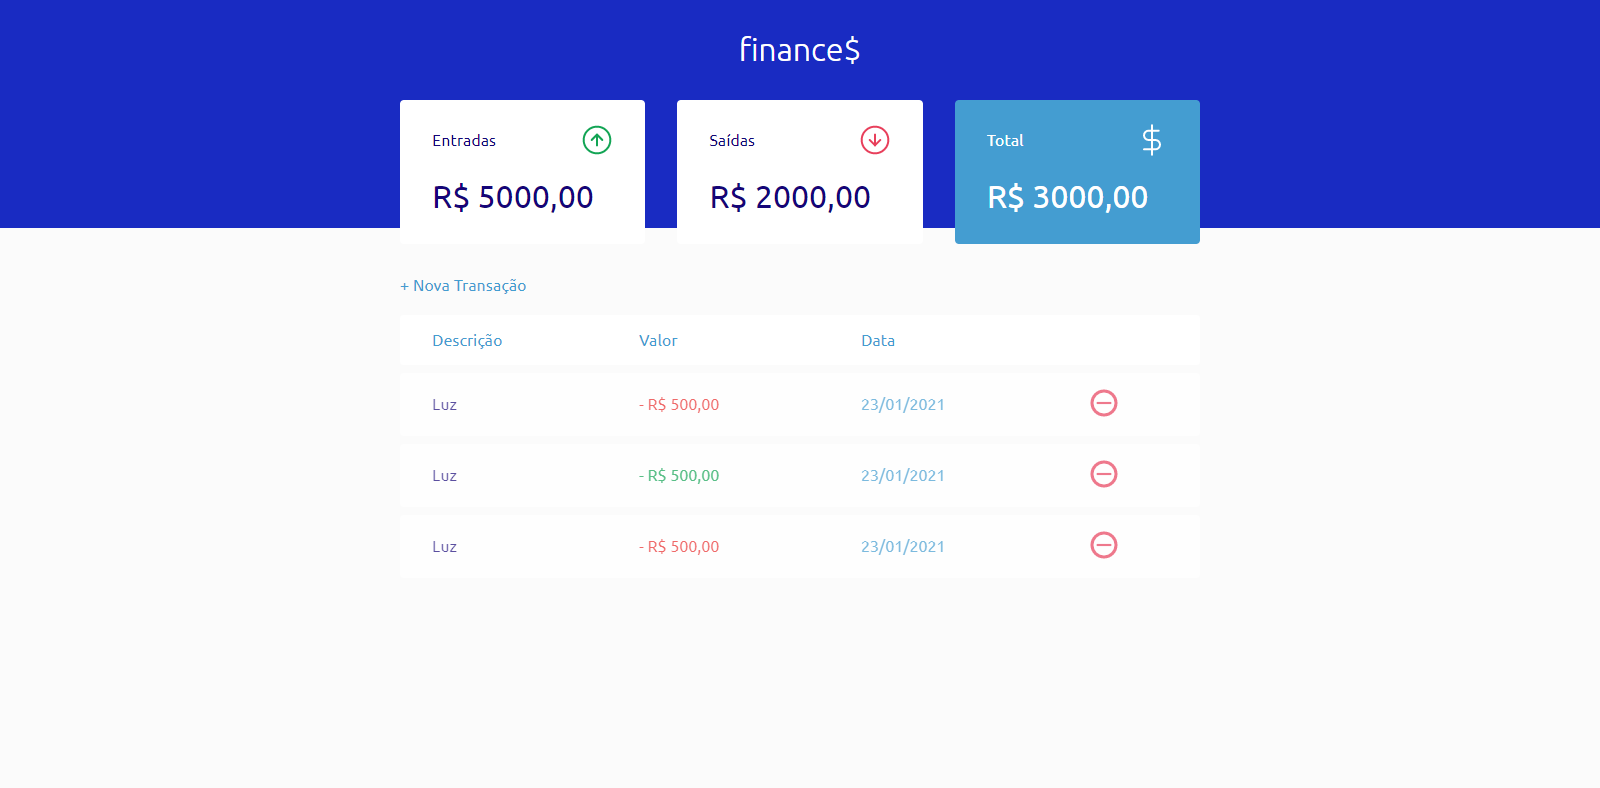 finance$
Entradas
R$ 5000,00
Saídas
R$ 2000,00
Total
R$ 3000,00
+ Nova Transação
Descrição Valor Data
Luz - R$ 500,00 23/01/2021
Luz - R$ 500,00 23/01/2021
Luz - R$ 500,00 23/01/2021